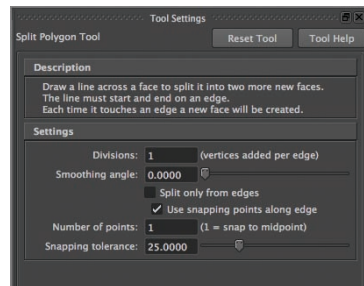 Tool Settings
Split Polygon Tool Reset Tool Tool Help
Description
Draw a line across a face to split it into two more new faces.
The line must start and end on an edge.
Each time it touches an edge a new face will be created.
Settings
Divisions: 1 (vertices added per edge)
Smoothing angle: 0.0000
Split only from edges
Use snapping points along edge
Number of points: 1 (1 = snap to midpoint)
Snapping tolerance: 25.0000